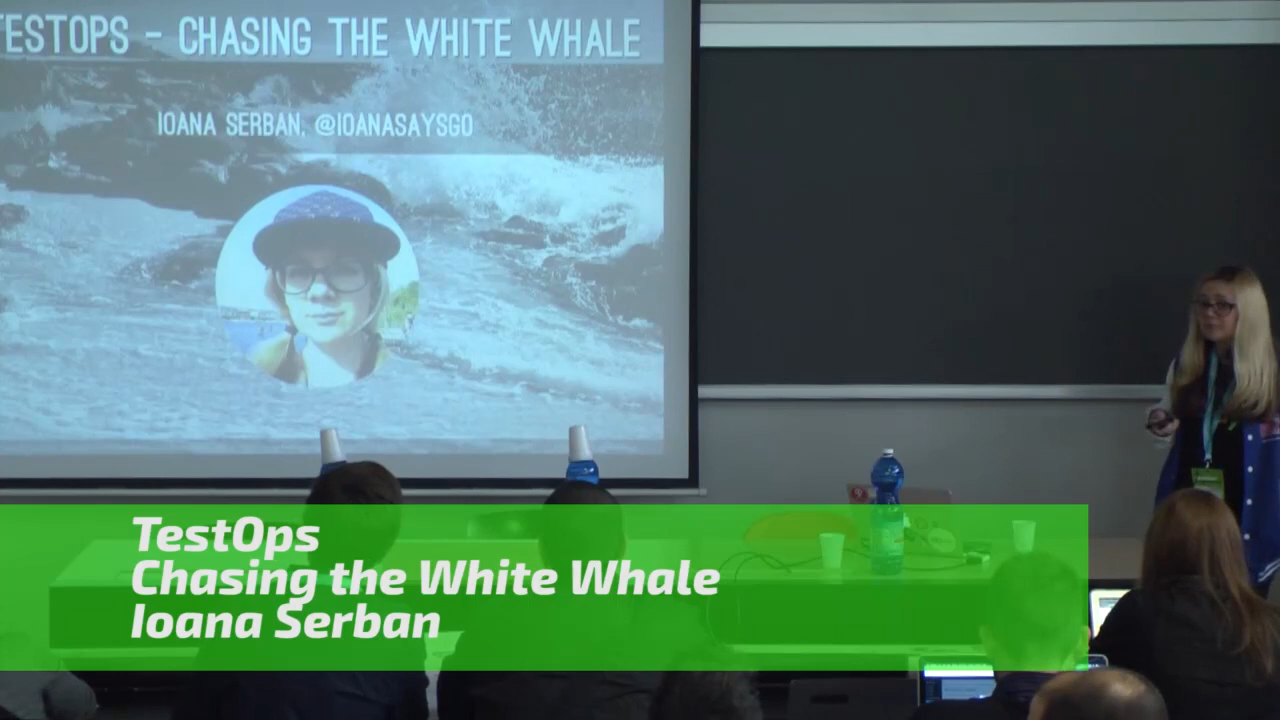 TESTOPS - CHASING THE WHITE WHALE
IOANA SERBAN, @IOANASAYSGO
TestOps
Chasing the White Whale
Ioana Serban